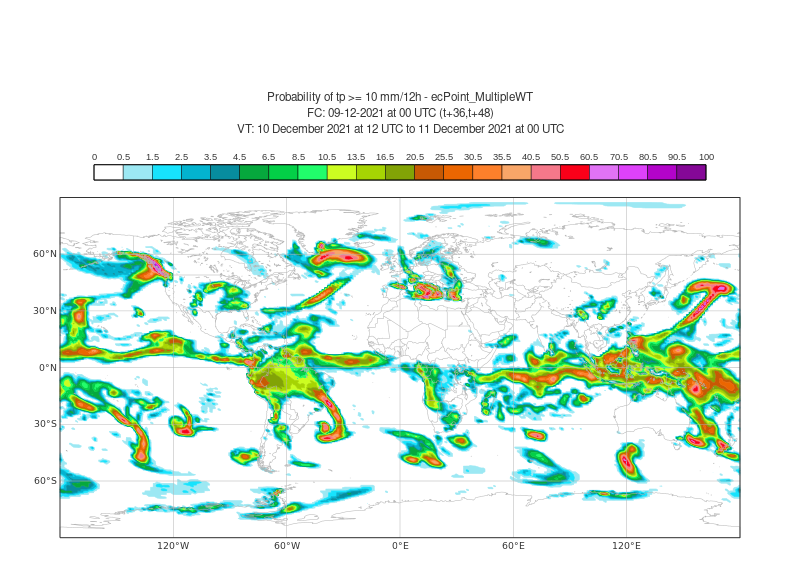 Probability of tp >= 10 mm/12h - ecPoint_MultipleWT
FC: 09-12-2021 at 00 UTC (t+36,t+48)
VT: 10 December 2021 at 12 UTC to 11 December 2021 at 00 UTC
0 0.5 1.5 2.5 3.5 4.5 6.5 8.5 10.5 13.5 16.5 20.5 25.5 30.5 35.5 40.5 50.5 60.5 70.5 80.5 90.5 100
60°N
30°N
0°N
30°S
60°S
120°W 60°W 0°E 60°E 120°E